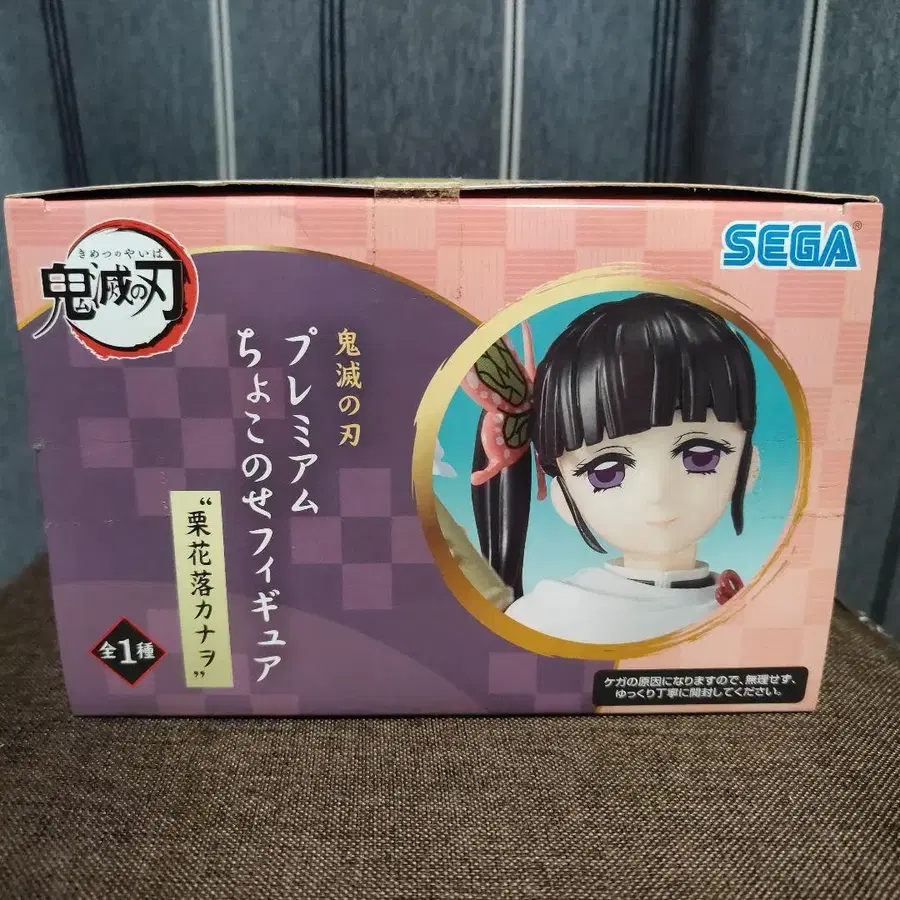 きめつのやいば
鬼滅の刃
SEGA®
鬼滅の刃
プレミアム
ちょこのせフィギュア
“栗花落カナヲ”
全1種
ケガの原因になりますので、無理せず、
ゆっくり丁寧に開封してください。